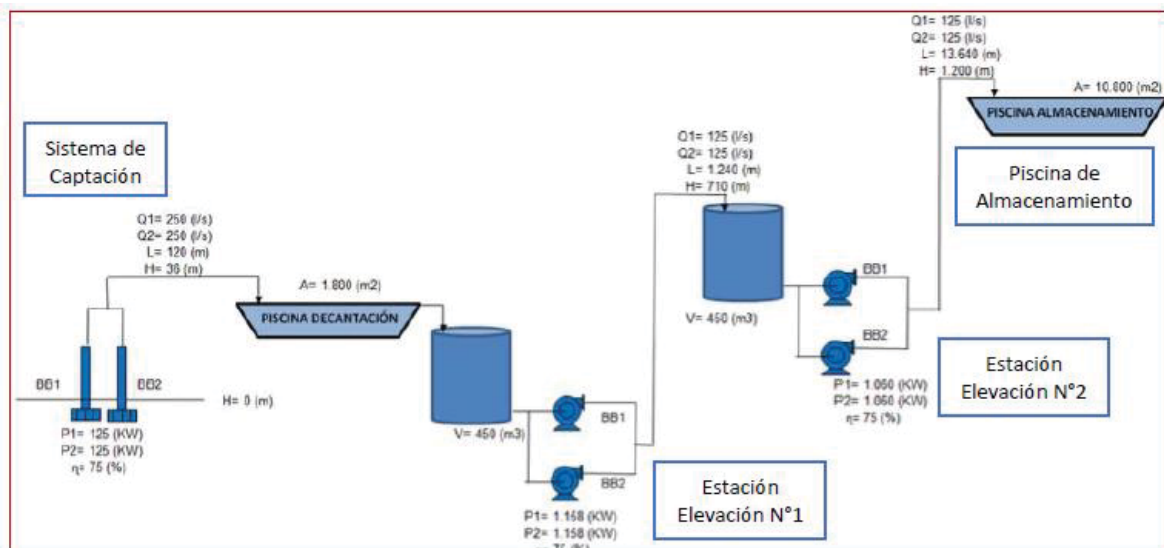 Sistema de
Captación
Q1= 250 (l/s)
Q2= 250 (l/s)
L= 120 (m)
H= 36 (m)
BB1
BB2
H= 0 (m)
P1= 125 (KW)
P2= 125 (KW)
η= 75 (%)
A= 1.800 (m2)
PISCINA DECANTACIÓN
V= 450 (m3)
BB1
BB2
P1= 1.158 (KW)
P2= 1.158 (KW)
Estación
Elevación N°1
Q1= 125 (l/s)
Q2= 125 (l/s)
L= 1.240 (m)
H= 710 (m)
V= 450 (m3)
BB1
BB2
P1= 1.060 (KW)
P2= 1.060 (KW)
η= 75 (%)
Estación
Elevación N°2
Q1= 125 (l/s)
Q2= 125 (l/s)
L= 13.640 (m)
H= 1.200 (m)
A= 10.800 (m2)
PISCINA ALMACENAMIENTO
Piscina de
Almacenamiento